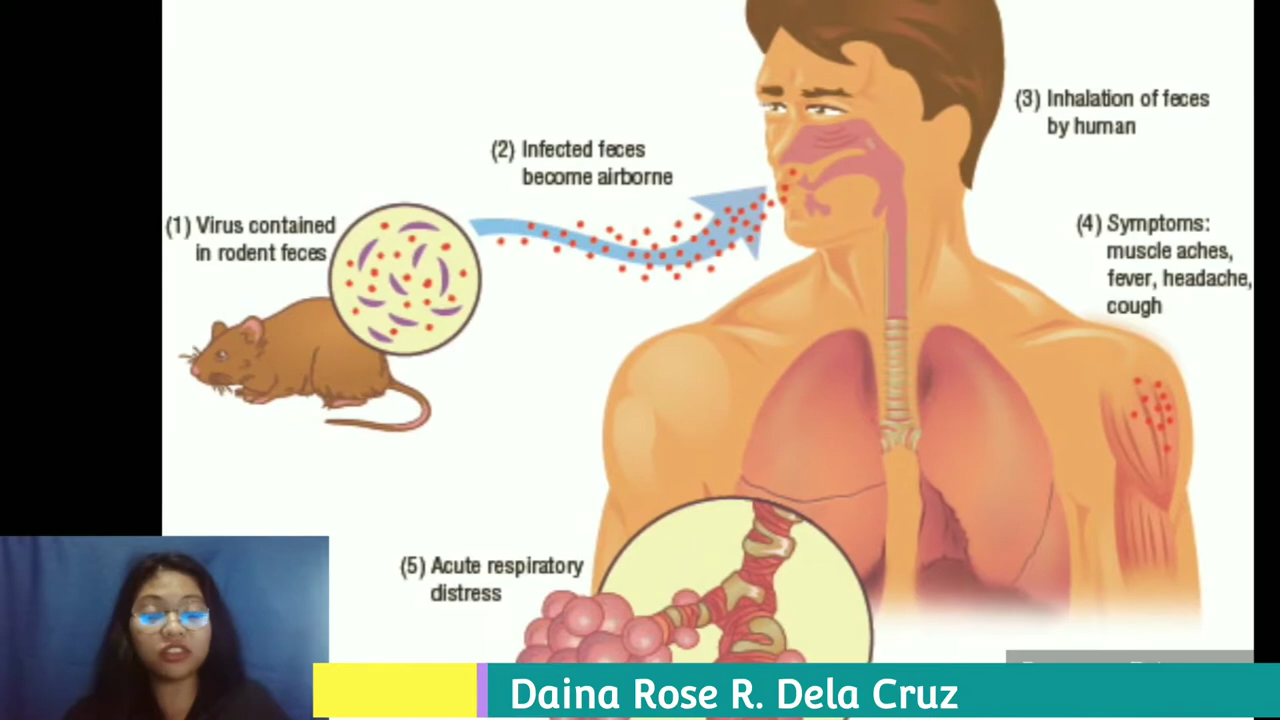 (3) Inhalation of feces
by human
(2) Infected feces
become airborne
(1) Virus contained
in rodent feces
(4) Symptoms:
muscle aches,
fever, headache,
cough
(5) Acute respiratory
distress
Daina Rose R. Dela Cruz